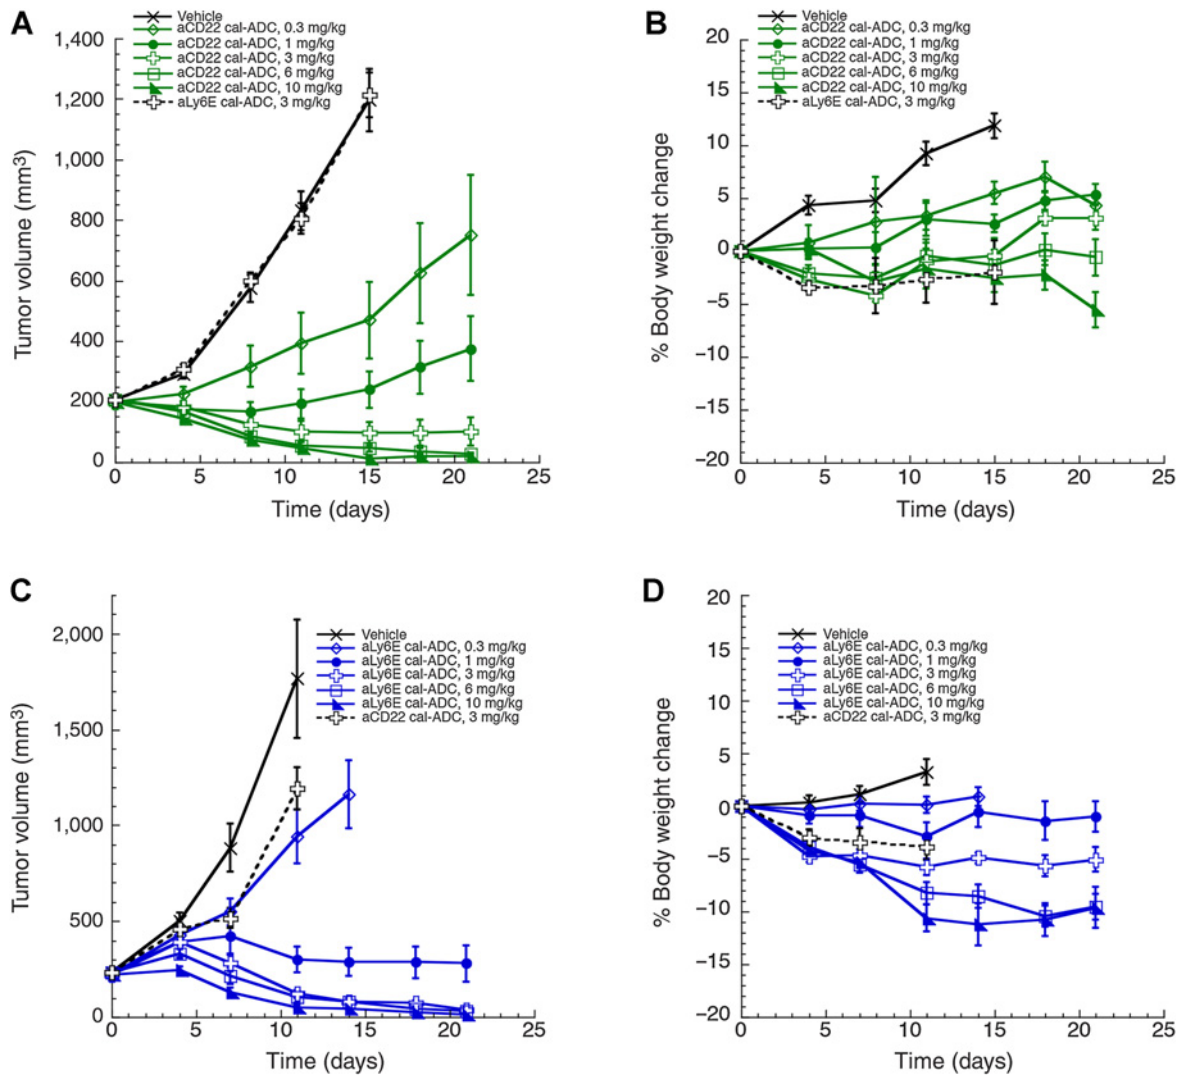 A
Vehicle
aCD22 cal-ADC, 0.3 mg/kg
aCD22 cal-ADC, 1 mg/kg
aCD22 cal-ADC, 3 mg/kg
aCD22 cal-ADC, 6 mg/kg
aCD22 cal-ADC, 10 mg/kg
aLy6E cal-ADC, 3 mg/kg
Tumor volume (mm³)
1,400
1,200
1,000
800
600
400
200
0
0 5 10 15 20 25
Time (days)
B
Vehicle
aCD22 cal-ADC, 0.3 mg/kg
aCD22 cal-ADC, 1 mg/kg
aCD22 cal-ADC, 3 mg/kg
aCD22 cal-ADC, 6 mg/kg
aCD22 cal-ADC, 10 mg/kg
aLy6E cal-ADC, 3 mg/kg
% Body weight change
20
15
10
5
0
−5
−10
−15
−20
0 5 10 15 20 25
Time (days)
C
Vehicle
aLy6E cal-ADC, 0.3 mg/kg
aLy6E cal-ADC, 1 mg/kg
aLy6E cal-ADC, 3 mg/kg
aLy6E cal-ADC, 6 mg/kg
aLy6E cal-ADC, 10 mg/kg
aCD22 cal-ADC, 3 mg/kg
Tumor volume (mm³)
2,000
1,500
1,000
500
0
0 5 10 15 20 25
Time (days)
D
Vehicle
aLy6E cal-ADC, 0.3 mg/kg
aLy6E cal-ADC, 1 mg/kg
aLy6E cal-ADC, 3 mg/kg
aLy6E cal-ADC, 6 mg/kg
aLy6E cal-ADC, 10 mg/kg
aCD22 cal-ADC, 3 mg/kg
% Body weight change
20
15
10
5
0
−5
−10
−15
−20
0 5 10 15 20 25
Time (days)